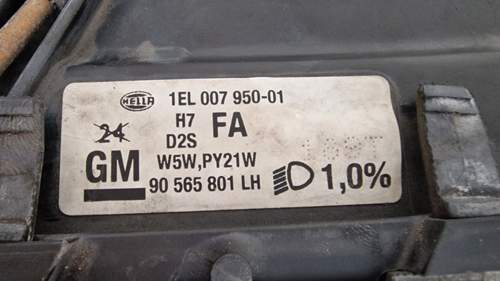 HELLA 1EL 007 950-01
H7 FA
24 D2S
GM W5W,PY21W
90 565 801 LH 1,0%